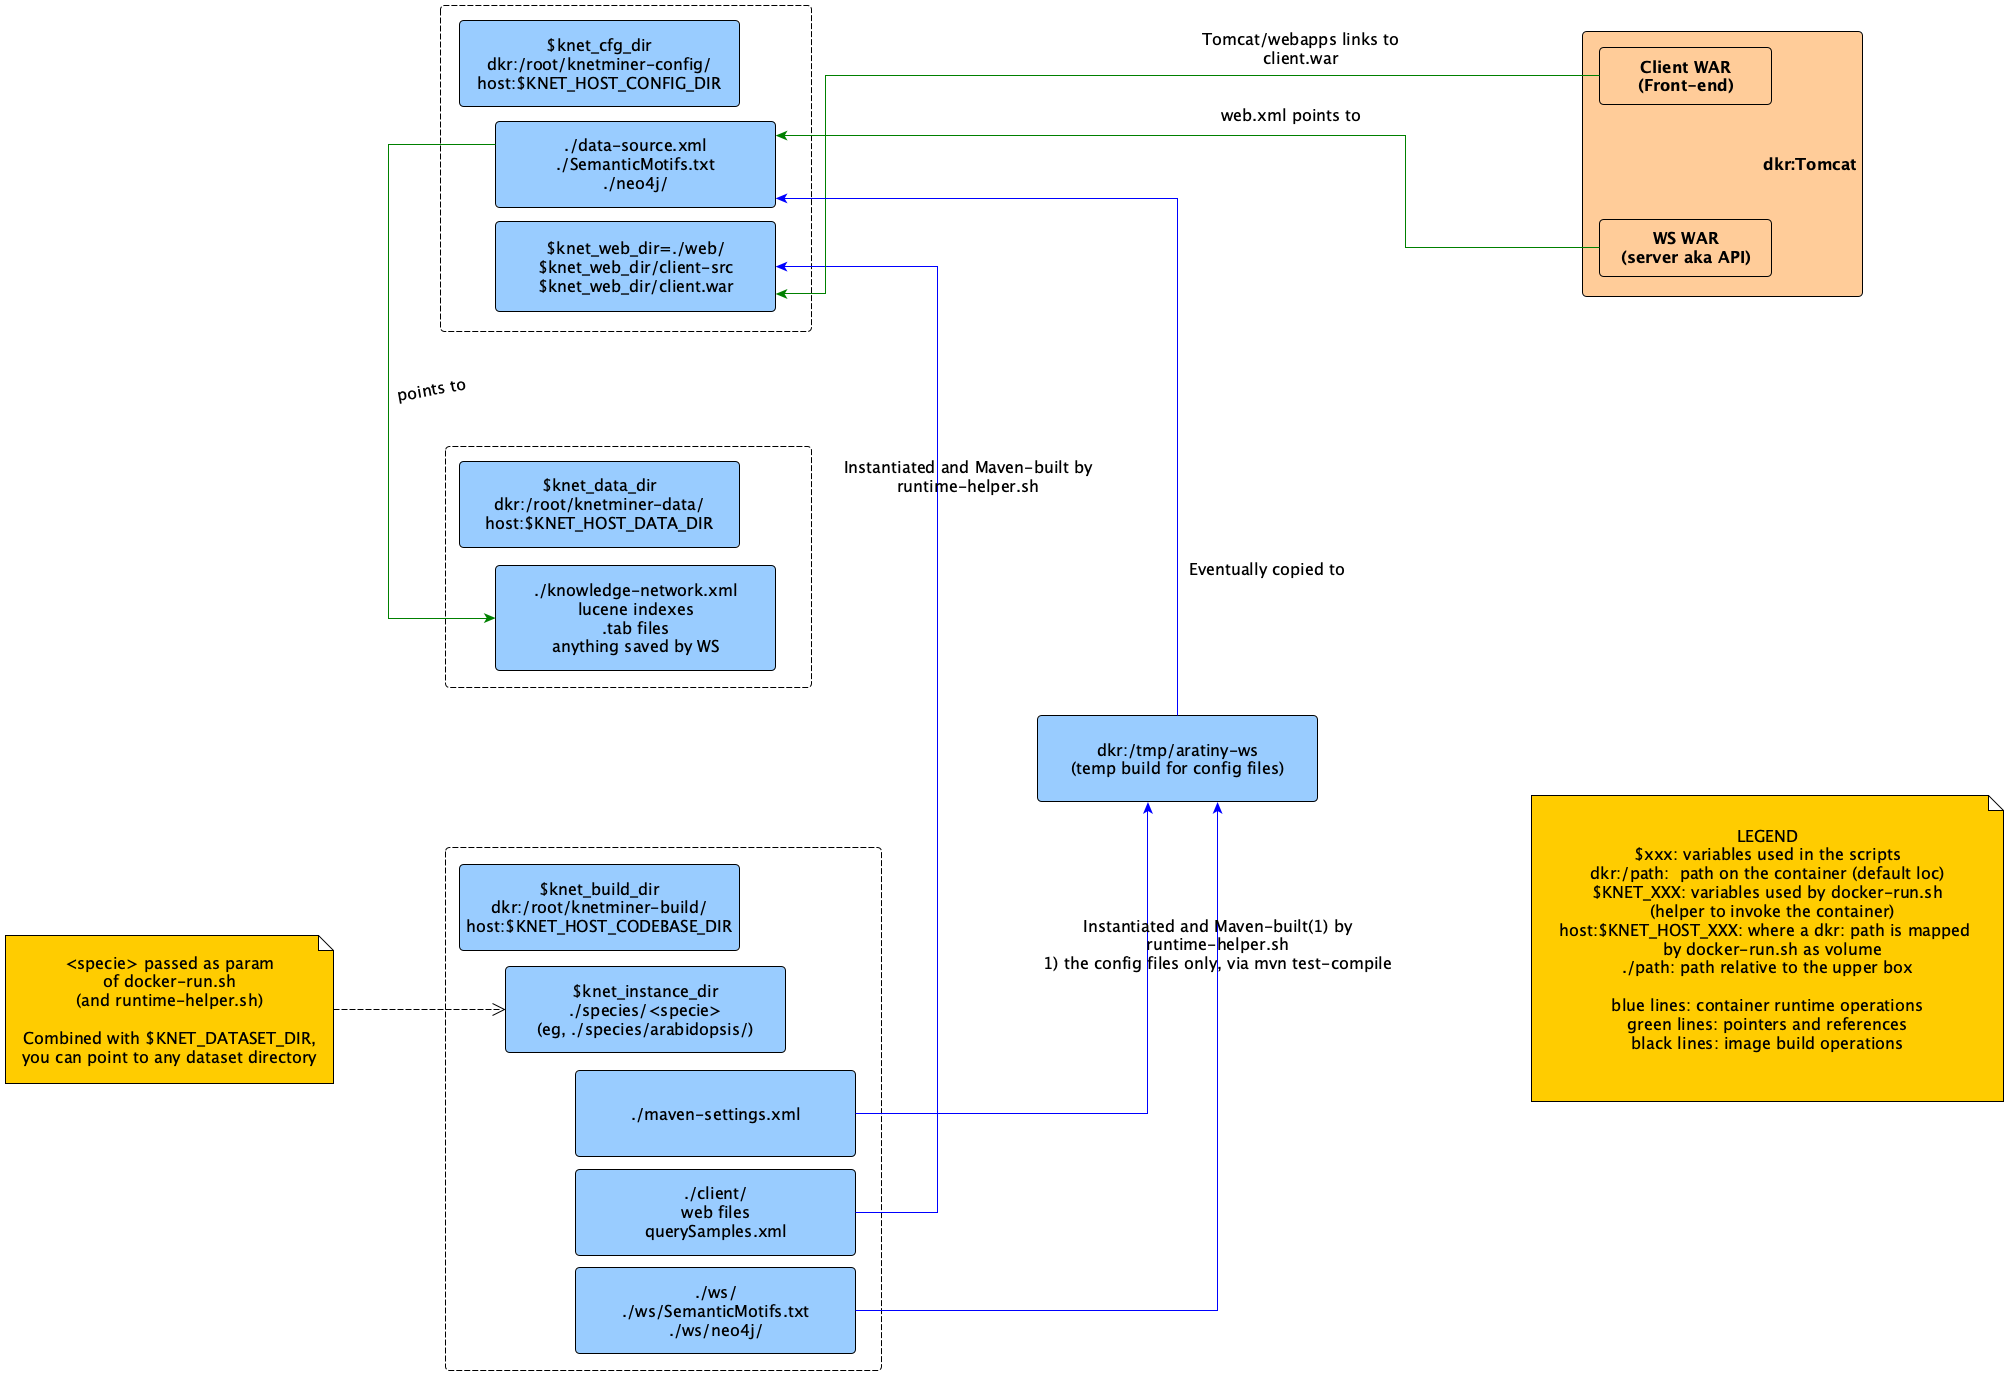 $knet_cfg_dir
dkr:/root/knetminer-config/
host:$KNET_HOST_CONFIG_DIR
./data-source.xml
./SemanticMotifs.txt
./neo4j/
$knet_web_dir=./web/
$knet_web_dir/client-src
$knet_web_dir/client.war
Tomcat/webapps links to
client.war
web.xml points to
Client WAR
(Front-end)
dkr:Tomcat
WS WAR
(server aka API)
points to
$knet_data_dir
dkr:/root/knetminer-data/
host:$KNET_HOST_DATA_DIR
./knowledge-network.xml
lucene indexes
.tab files
anything saved by WS
Instantiated and Maven-built by
runtime-helper.sh
Eventually copied to
dkr:/tmp/aratiny-ws
(temp build for config files)
$knet_build_dir
dkr:/root/knetminer-build/
host:$KNET_HOST_CODEBASE_DIR
<specie> passed as param
of docker-run.sh
(and runtime-helper.sh)
Combined with $KNET_DATASET_DIR,
you can point to any dataset directory
$knet_instance_dir
./species/<specie>
(eg, ./species/arabidopsis/)
./maven-settings.xml
./client/
web files
querySamples.xml
./ws/
./ws/SemanticMotifs.txt
./ws/neo4j/
Instantiated and Maven-built(1) by
runtime-helper.sh
1) the config files only, via mvn test-compile
LEGEND
$xxx: variables used in the scripts
dkr:/path:  path on the container (default loc)
$KNET_XXX: variables used by docker-run.sh
(helper to invoke the container)
host:$KNET_HOST_XXX: where a dkr: path is mapped
by docker-run.sh as volume
./path: path relative to the upper box
blue lines: container runtime operations
green lines: pointers and references
black lines: image build operations